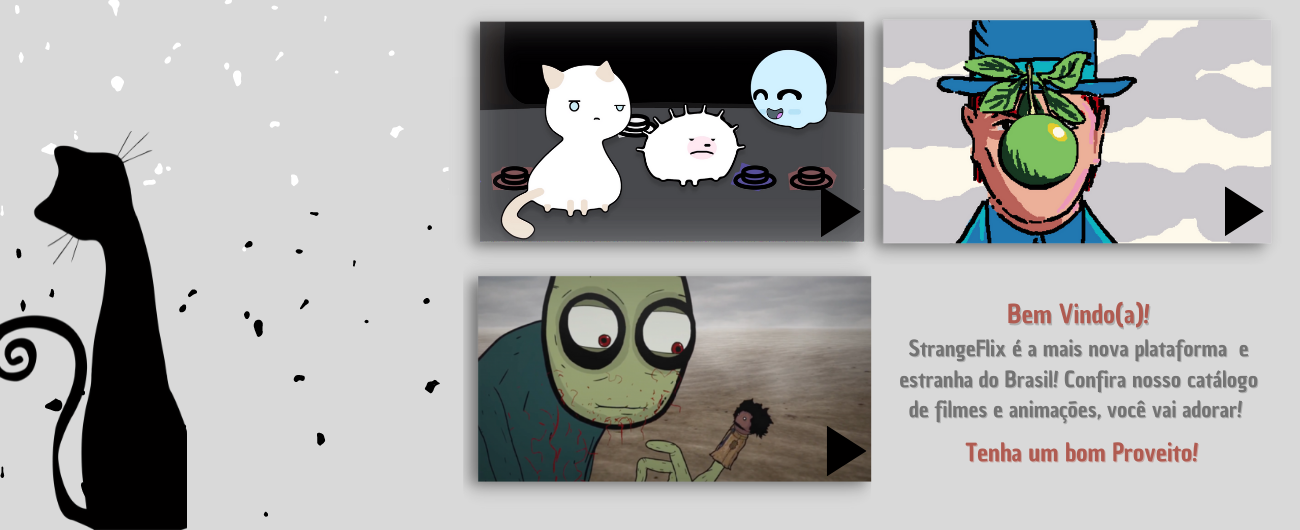 Bem Vindo(a)!
StrangeFlix é a mais nova plataforma e
estranha do Brasil! Confira nosso catálogo
de filmes e animações, você vai adorar!
Tenha um bom Proveito!